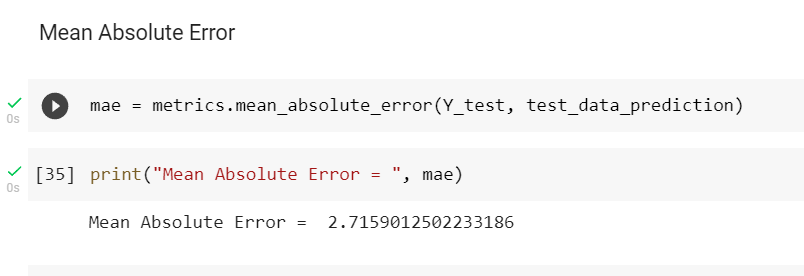 Mean Absolute Error
0s
mae = metrics.mean_absolute_error(Y_test, test_data_prediction)
0s
[35] print("Mean Absolute Error = ", mae)
Mean Absolute Error =  2.7159012502233186